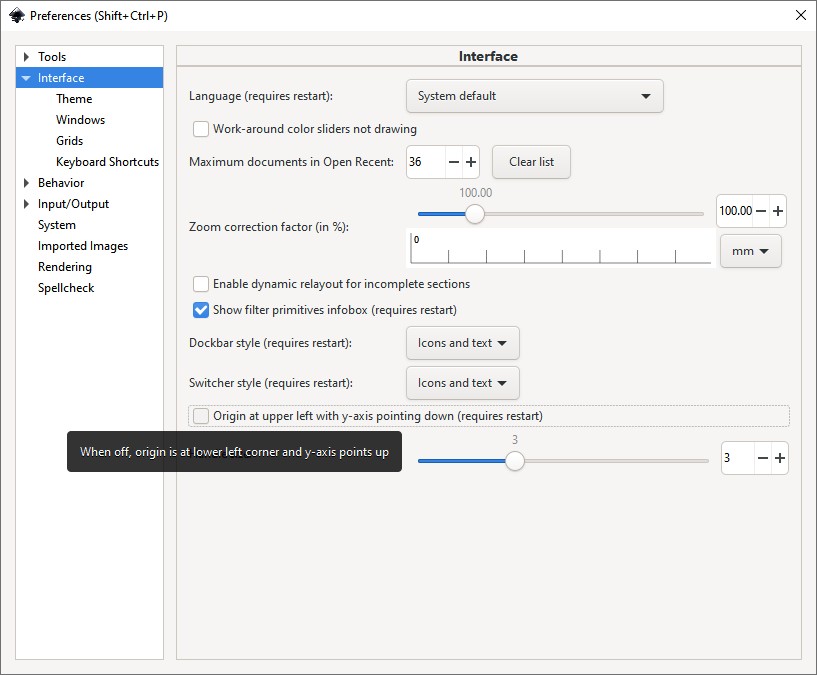 Preferences (Shift+Ctrl+P)
Tools
Interface
Theme
Windows
Grids
Keyboard Shortcuts
Behavior
Input/Output
System
Imported Images
Rendering
Spellcheck
Interface
Language (requires restart): System default
Work-around color sliders not drawing
Maximum documents in Open Recent: 36 Clear list
100.00
Zoom correction factor (in %): 100.00
0 mm
Enable dynamic relayout for incomplete sections
Show filter primitives infobox (requires restart)
Dockbar style (requires restart): Icons and text
Switcher style (requires restart): Icons and text
Origin at upper left with y-axis pointing down (requires restart)
When off, origin is at lower left corner and y-axis points up
3
3